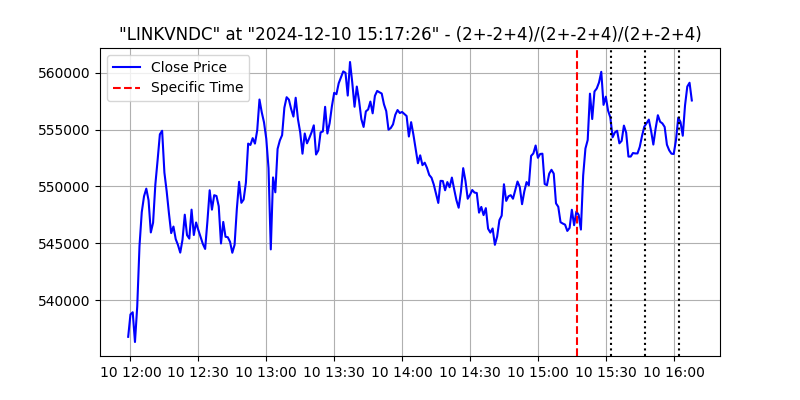 "LINKVNDC" at "2024-12-10 15:17:26" - (2+-2+4)/(2+-2+4)/(2+-2+4)
Close Price
Specific Time
560000
555000
550000
545000
540000
10 12:00 10 12:30 10 13:00 10 13:30 10 14:00 10 14:30 10 15:00 10 15:30 10 16:00